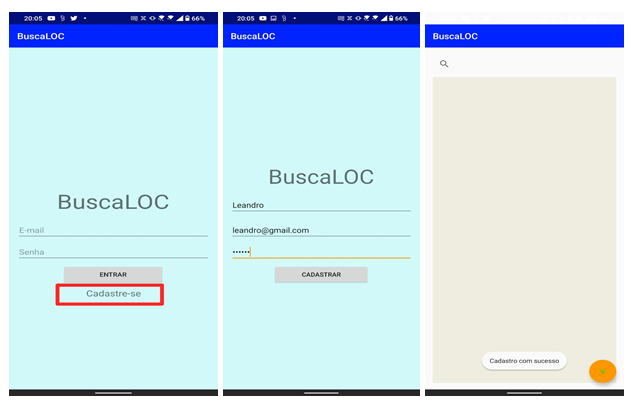 20:05
66%
BuscaLOC
BuscaLOC
E-mail
Senha
ENTRAR
Cadastre-se
20:05
66%
BuscaLOC
BuscaLOC
Leandro
leandro@gmail.com
••••••
CADASTRAR
BuscaLOC
Cadastro com sucesso